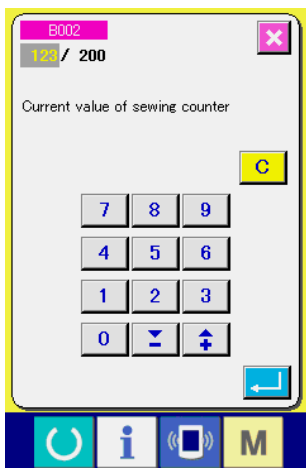 B002
123/ 200
Current value of sewing counter
C
7 8 9
4 5 6
1 2 3
0
i M